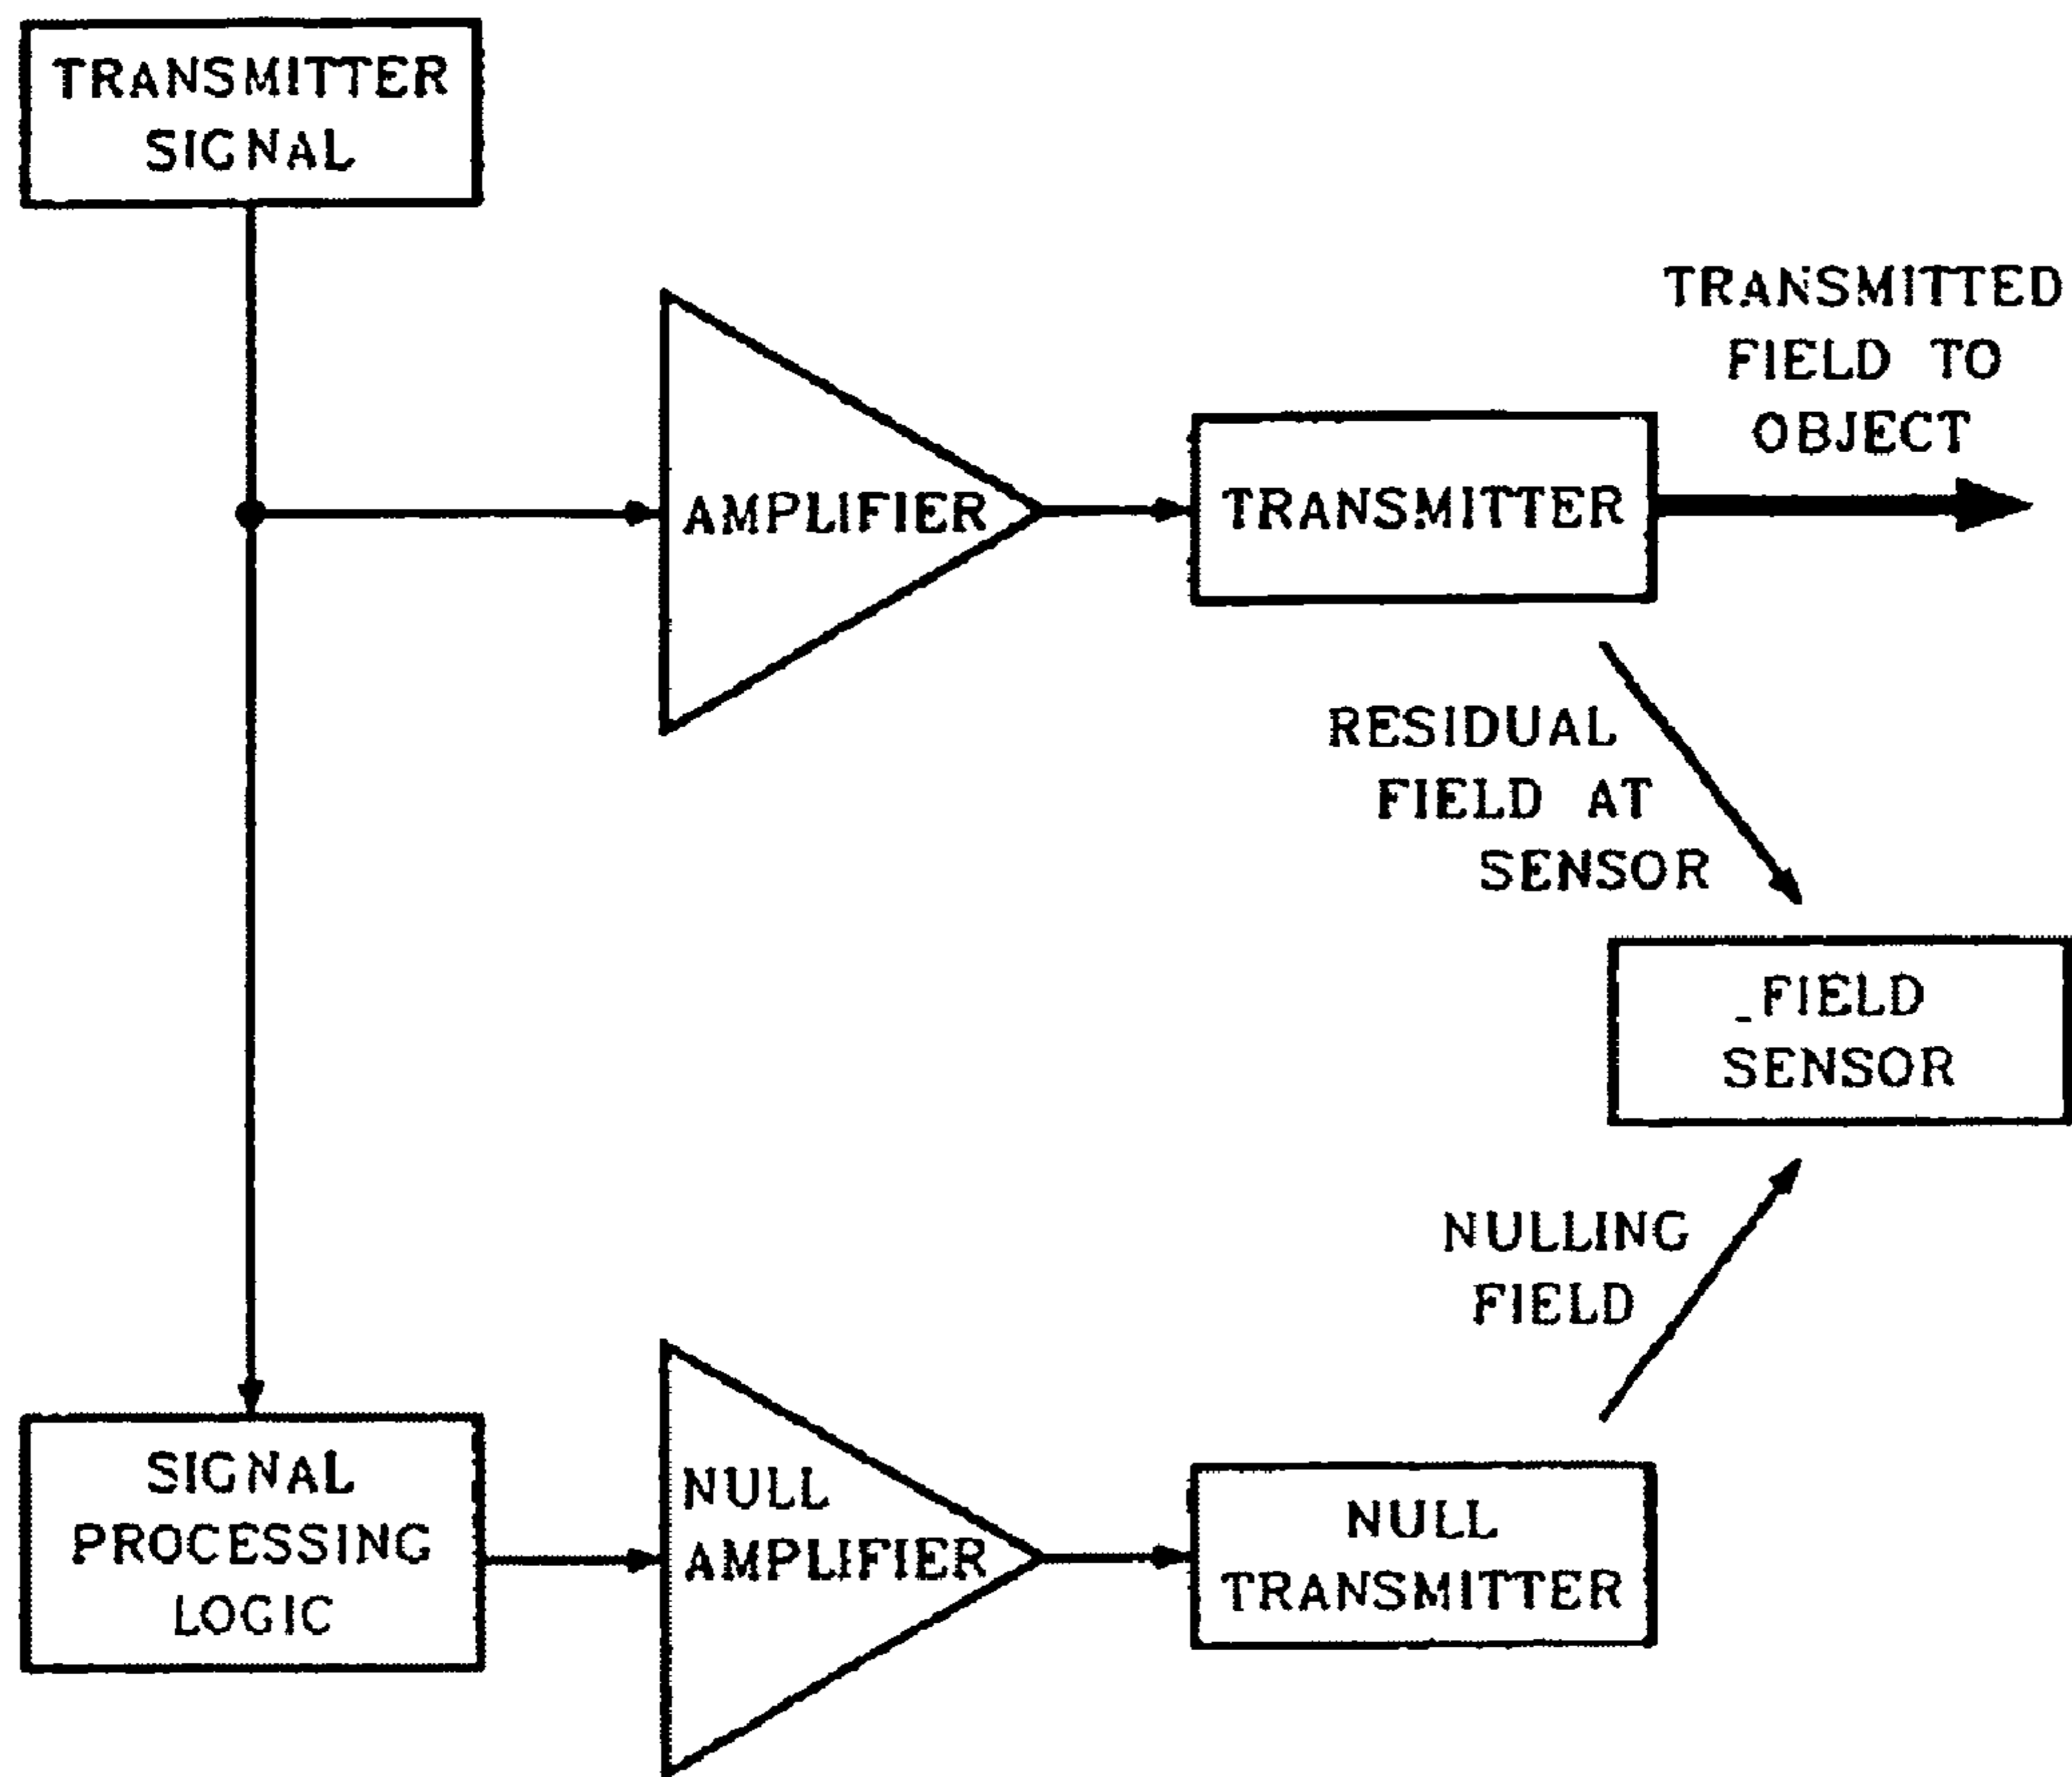 TRANSMITTER
SIGNAL
TRANSMITTED
FIELD TO
OBJECT
AMPLIFIER
TRANSMITTER
RESIDUAL
FIELD AT
SENSOR
FIELD
SENSOR
NULLING
FIELD
SIGNAL
PROCESSING
LOGIC
NULL
AMPLIFIER
NULL
TRANSMITTER